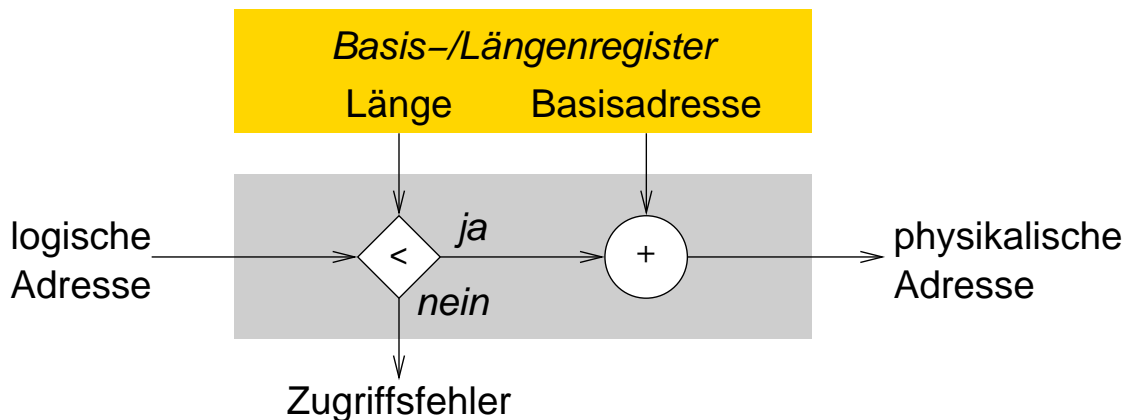 Basis–/Längenregister
Länge Basisadresse
logische
Adresse
<
ja
nein
+
physikalische
Adresse
Zugriffsfehler